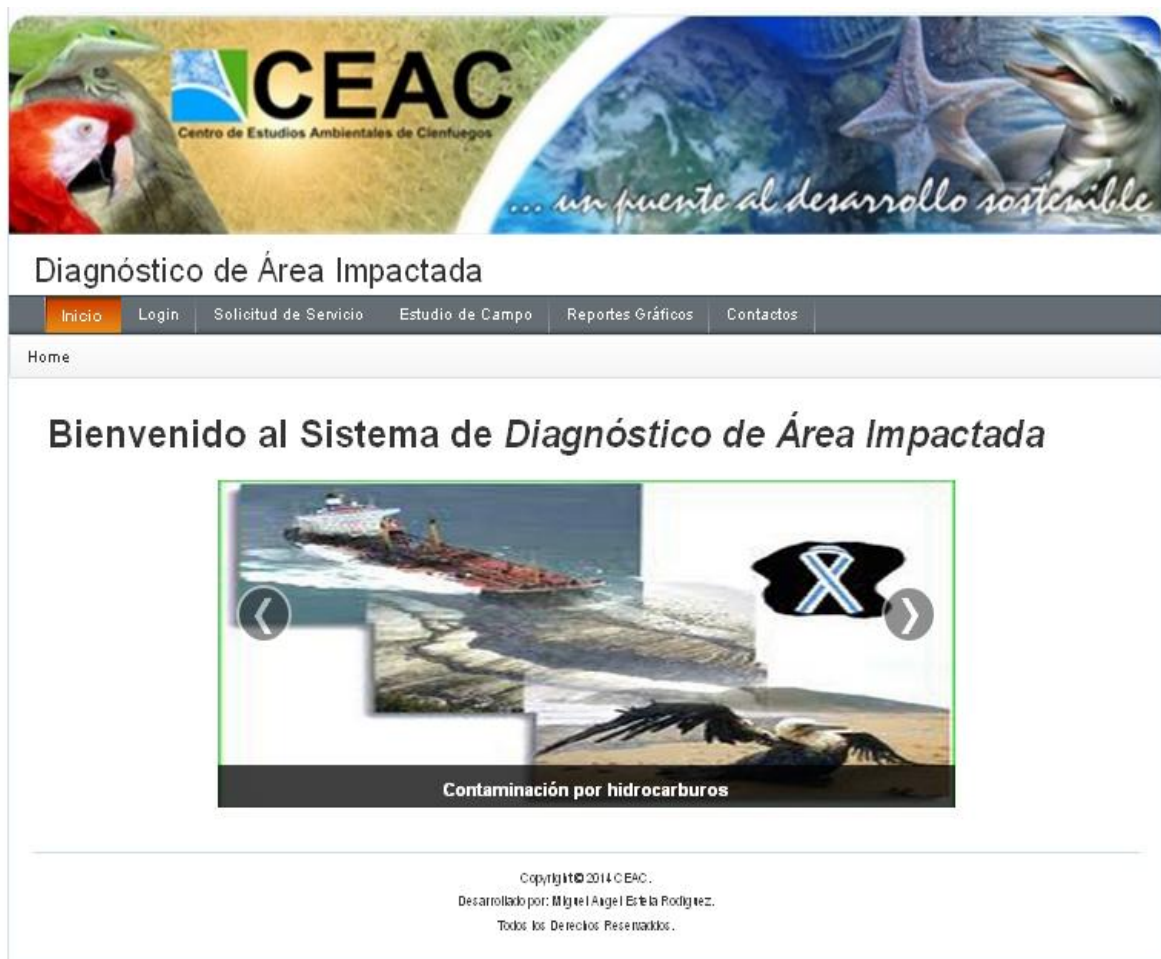 CEAC
Centro de Estudios Ambientales de Cienfuegos
... un puente al desarrollo sostenible
Diagnóstico de Área Impactada
Inicio Login Solicitud de Servicio Estudio de Campo Reportes Gráficos Contactos
Home
Bienvenido al Sistema de Diagnóstico de Área Impactada
Contaminación por hidrocarburos
Copyright © 2014 CEAC.
Desarrollado por: Miguel Angel Estela Rodiguez.
Todos los Derechos Reservaddos.